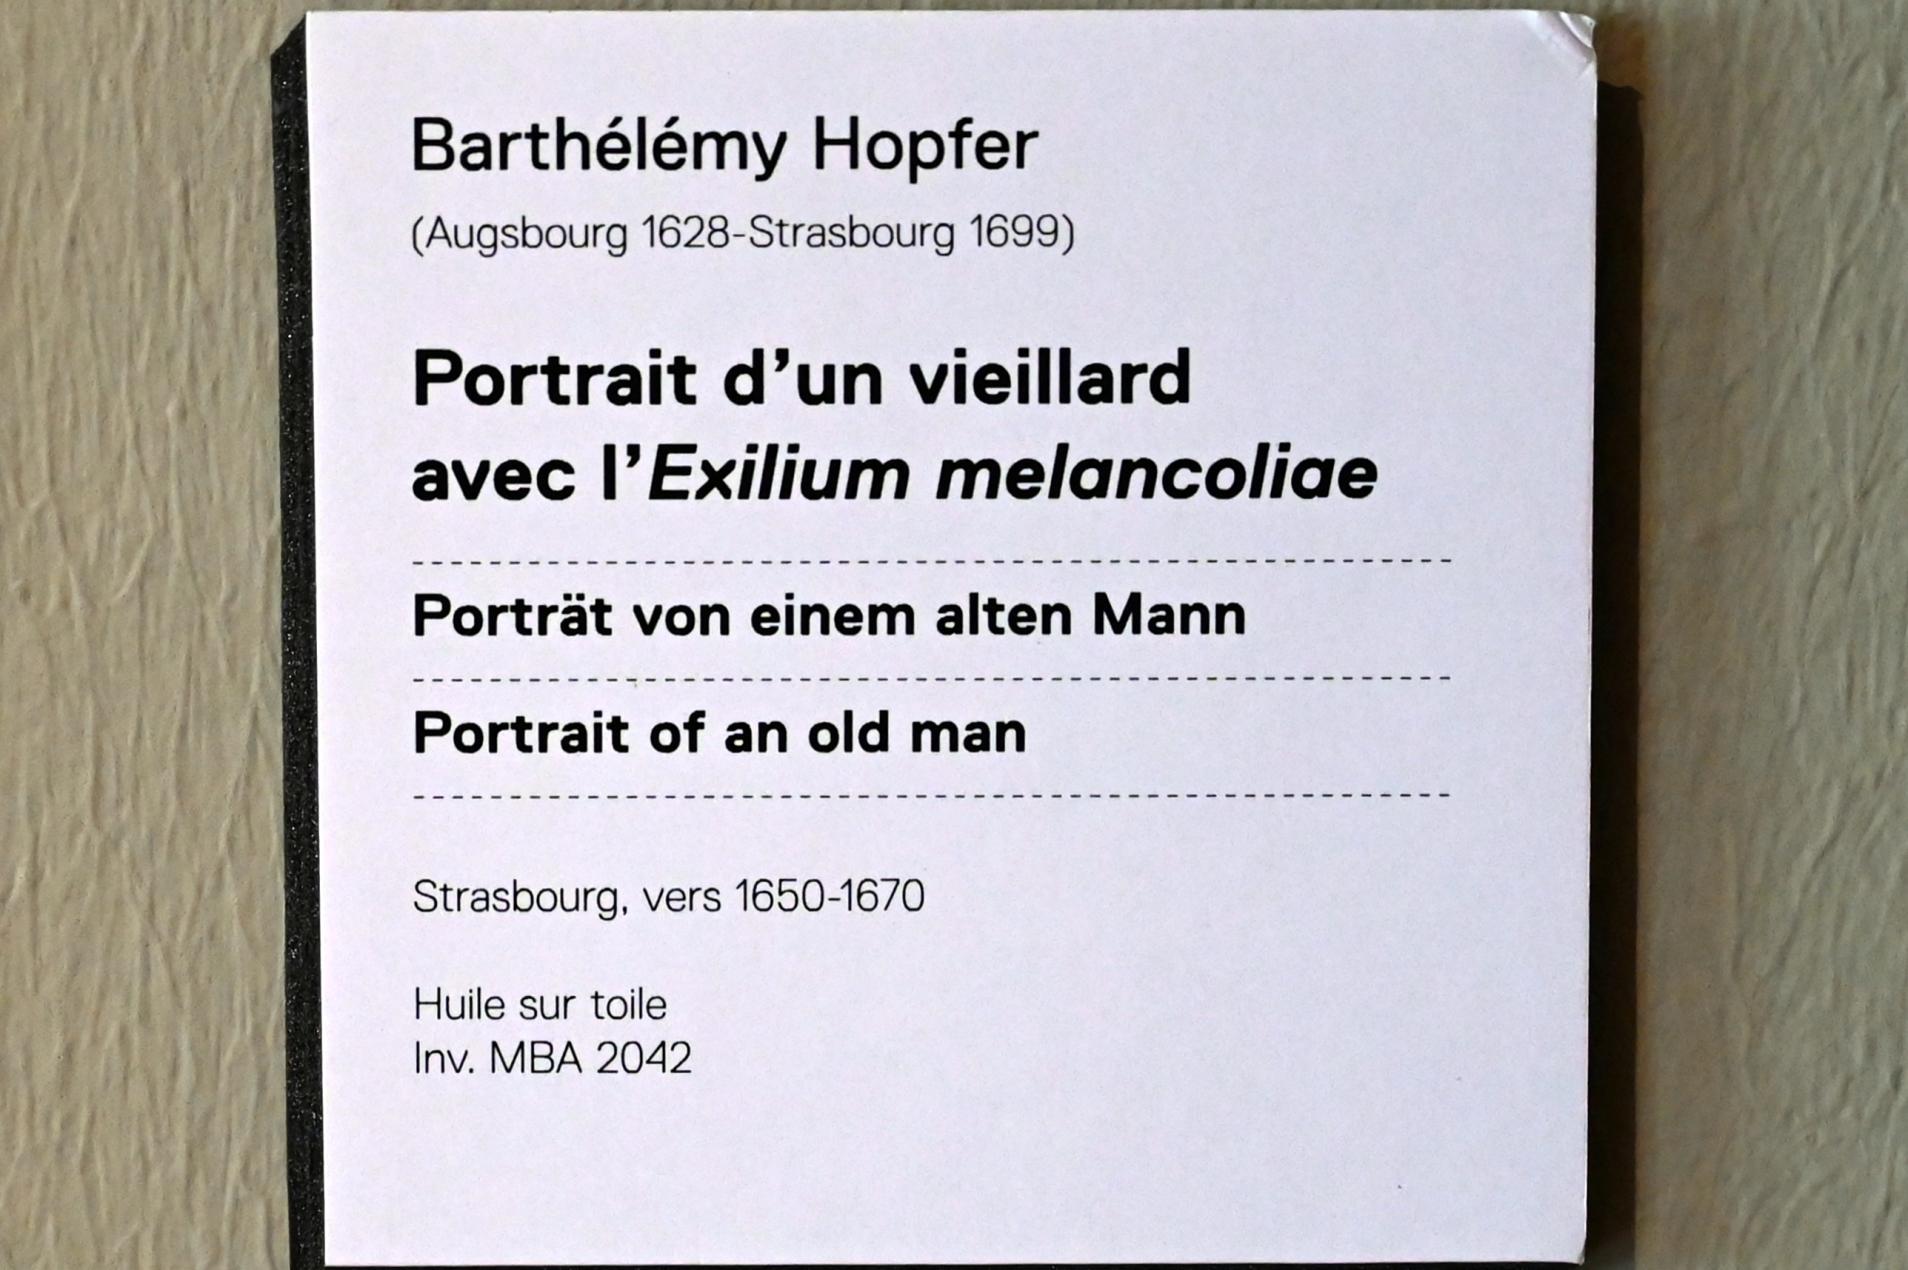 Barthélémy Hopfer
(Augsbourg 1628-Strasbourg 1699)
Portrait d’un vieillard
avec l’Exilium melancoliae
Porträt von einem alten Mann
Portrait of an old man
Strasbourg, vers 1650-1670
Huile sur toile
Inv. MBA 2042